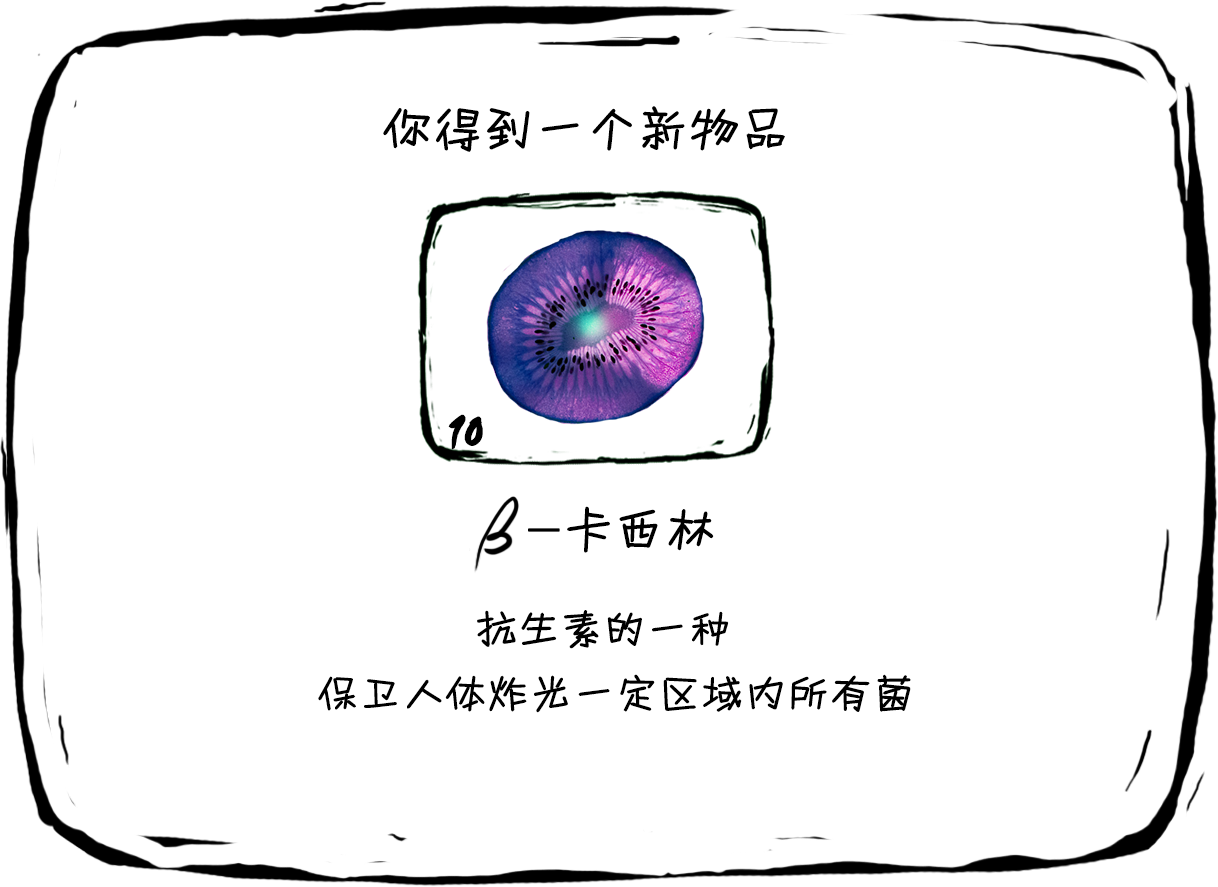 你得到一个新物品
10
β—卡西林
抗生素的一种
保卫人体炸光一定区域内所有菌